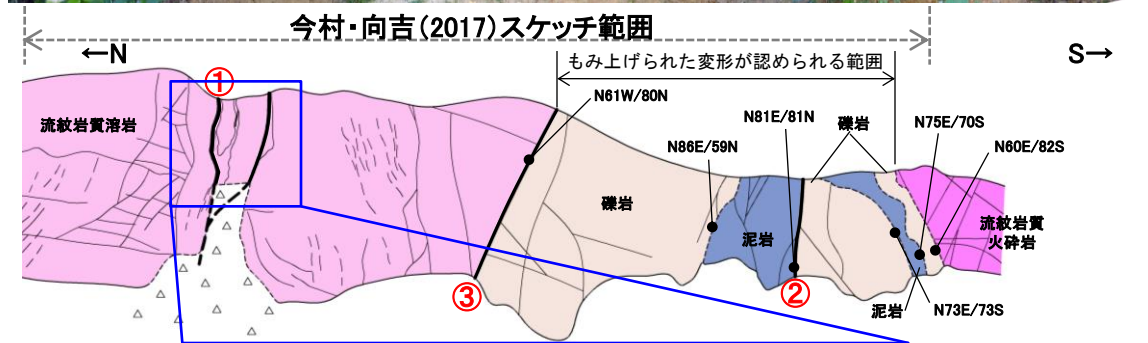 今村・向吉(2017)スケッチ範囲
←N
S→
もみ上げられた変形が認められる範囲
①
流紋岩質溶岩
N61W/80N
N81E/81N
礫岩
N75E/70S
N86E/59N
N60E/82S
礫岩
泥岩
流紋岩質
火砕岩
③
②
泥岩
N73E/73S